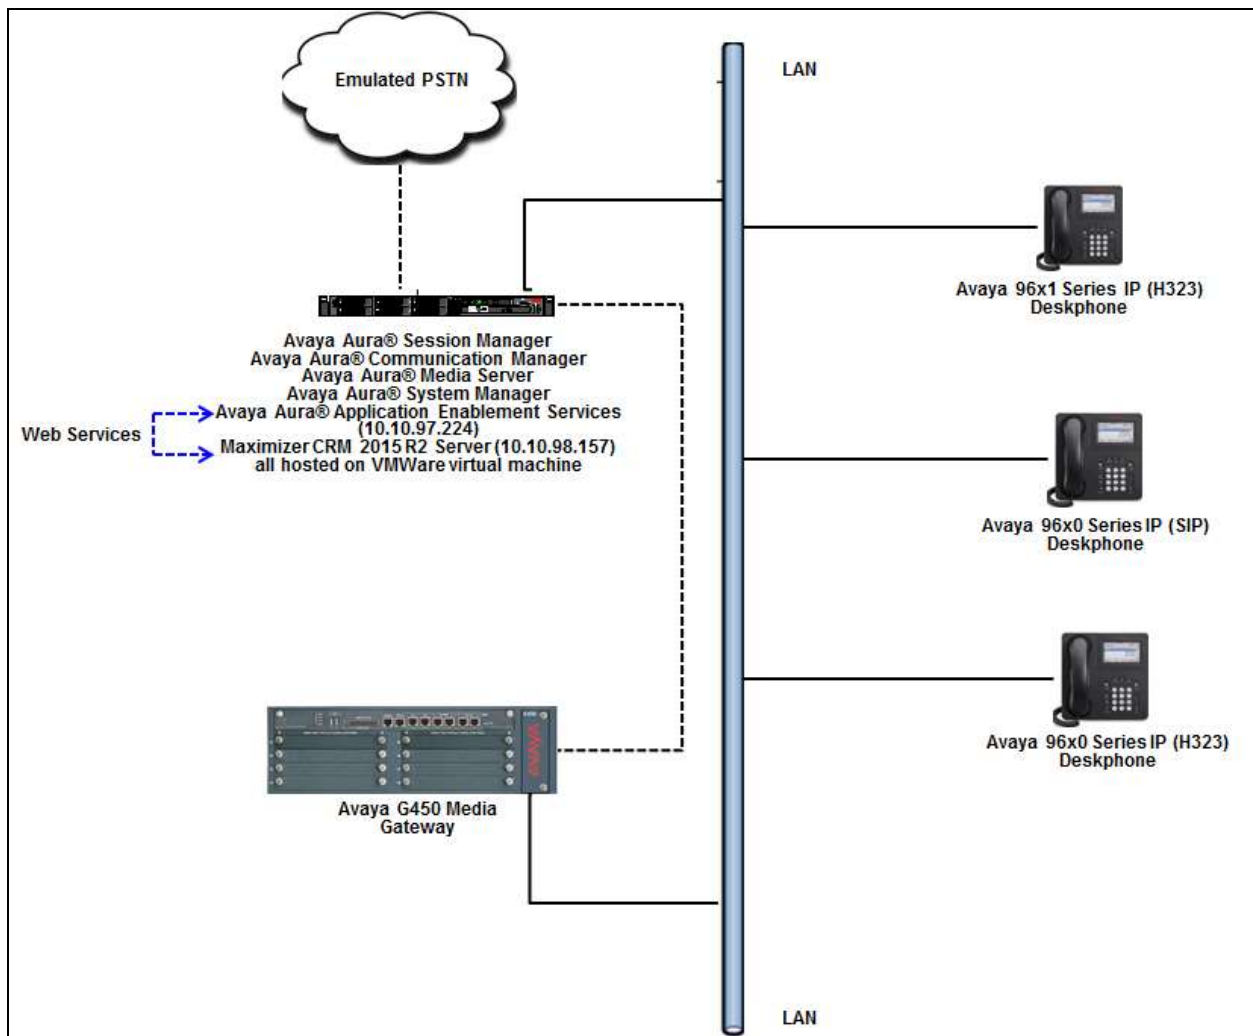 Emulated PSTN
LAN
Avaya 96x1 Series IP (H323)
Deskphone
Avaya Aura® Session Manager
Avaya Aura® Communication Manager
Avaya Aura® Media Server
Avaya Aura® System Manager
Avaya Aura® Application Enablement Services
(10.10.97.224)
Maximizer CRM 2015 R2 Server (10.10.98.157)
all hosted on VMWare virtual machine
Web Services
Avaya 96x0 Series IP (SIP)
Deskphone
Avaya 96x0 Series IP (H323)
Deskphone
AVAYA
Avaya G450 Media
Gateway
LAN